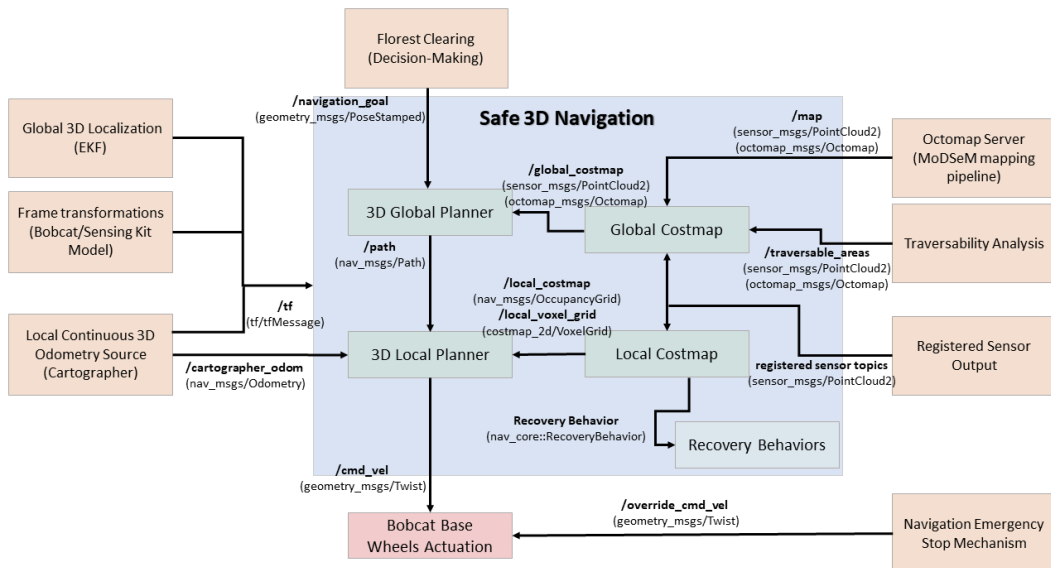 Florest Clearing
(Decision-Making)
/navigation_goal
(geometry_msgs/PoseStamped)
Safe 3D Navigation
/map
(sensor_msgs/PointCloud2)
(octomap_msgs/Octomap)
Global 3D Localization
(EKF)
Octomap Server
(MoDSeM mapping
pipeline)
/global_costmap
(sensor_msgs/PointCloud2)
(octomap_msgs/Octomap)
Frame transformations
(Bobcat/Sensing Kit
Model)
3D Global Planner
Global Costmap
Traversability Analysis
/path
(nav_msgs/Path)
/traversable_areas
(sensor_msgs/PointCloud2)
(octomap_msgs/Octomap)
/local_costmap
(nav_msgs/OccupancyGrid)
/local_voxel_grid
(costmap_2d/VoxelGrid)
/tf
(tf/tfMessage)
Local Continuous 3D
Odometry Source
(Cartographer)
3D Local Planner
Local Costmap
Registered Sensor
Output
/cartographer_odom
(nav_msgs/Odometry)
registered sensor topics
(sensor_msgs/PointCloud2)
Recovery Behavior
(nav_core::RecoveryBehavior)
Recovery Behaviors
/cmd_vel
(geometry_msgs/Twist)
/override_cmd_vel
(geometry_msgs/Twist)
Bobcat Base
Wheels Actuation
Navigation Emergency
Stop Mechanism